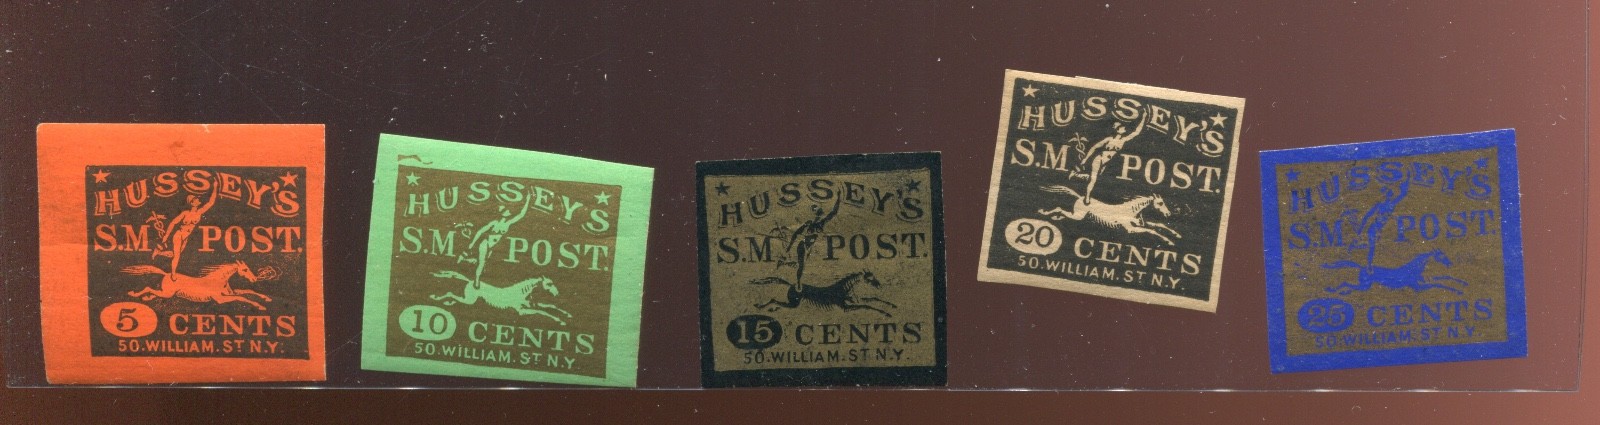 HUSSEY'S
S.M POST.
5 CENTS
50.WILLIAM.ST N.Y.
HUSSEY'S
S.M POST.
10 CENTS
50.WILLIAM.ST N.Y
HUSSEY'S
S.M POST.
15 CENTS
50.WILLIAM.ST N.Y.
HUSSEY'S
S.M POST.
20 CENTS
50.WILLIAM.ST N.Y.
HUSSEY'S
S.M POST.
25 CENTS
50.WILLIAM.ST N.Y.